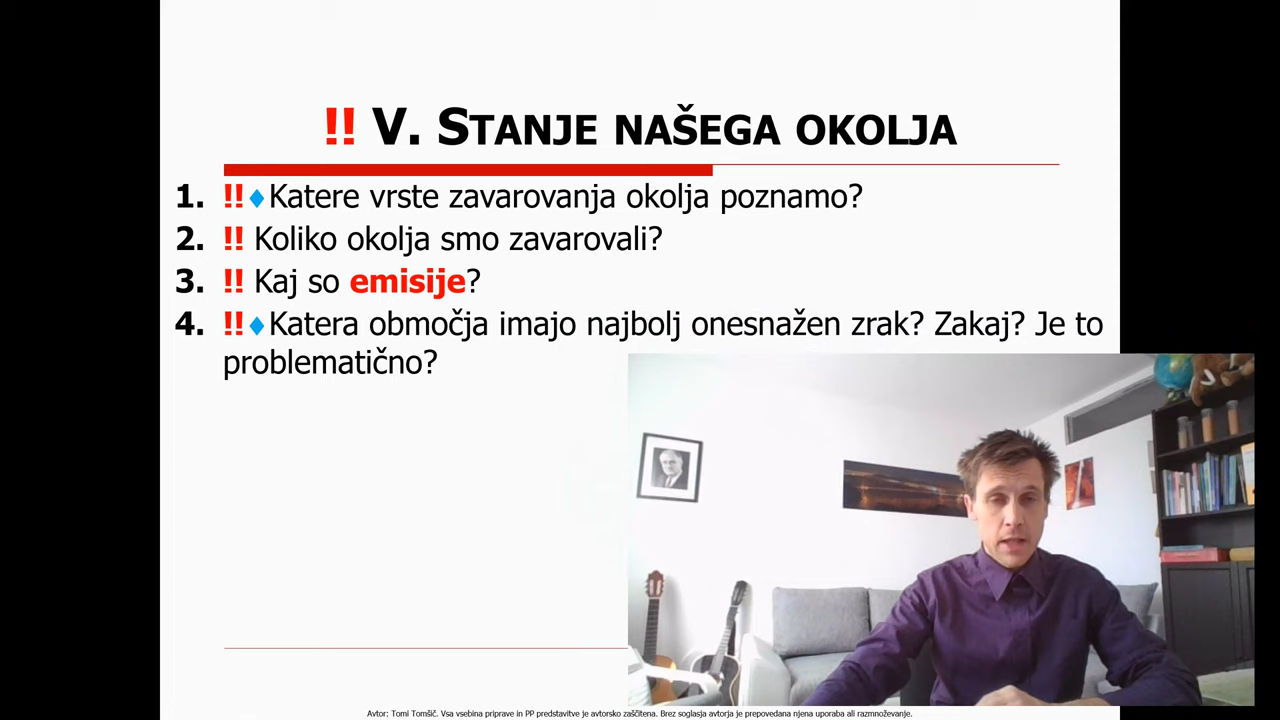 !! V. STANJE NAŠEGA OKOLJA
1. !!♦Katere vrste zavarovanja okolja poznamo?
2. !! Koliko okolja smo zavarovali?
3. !! Kaj so emisije?
4. !!♦Katera območja imajo najbolj onesnažen zrak? Zakaj? Je to
problematično?
Avtor: Tomi Tomšič. Vsa vsebina priprave in PP predstavitve je avtorsko zaščitena. Brez soglasja avtorja je prepovedana njena uporaba ali razmnoževanje.